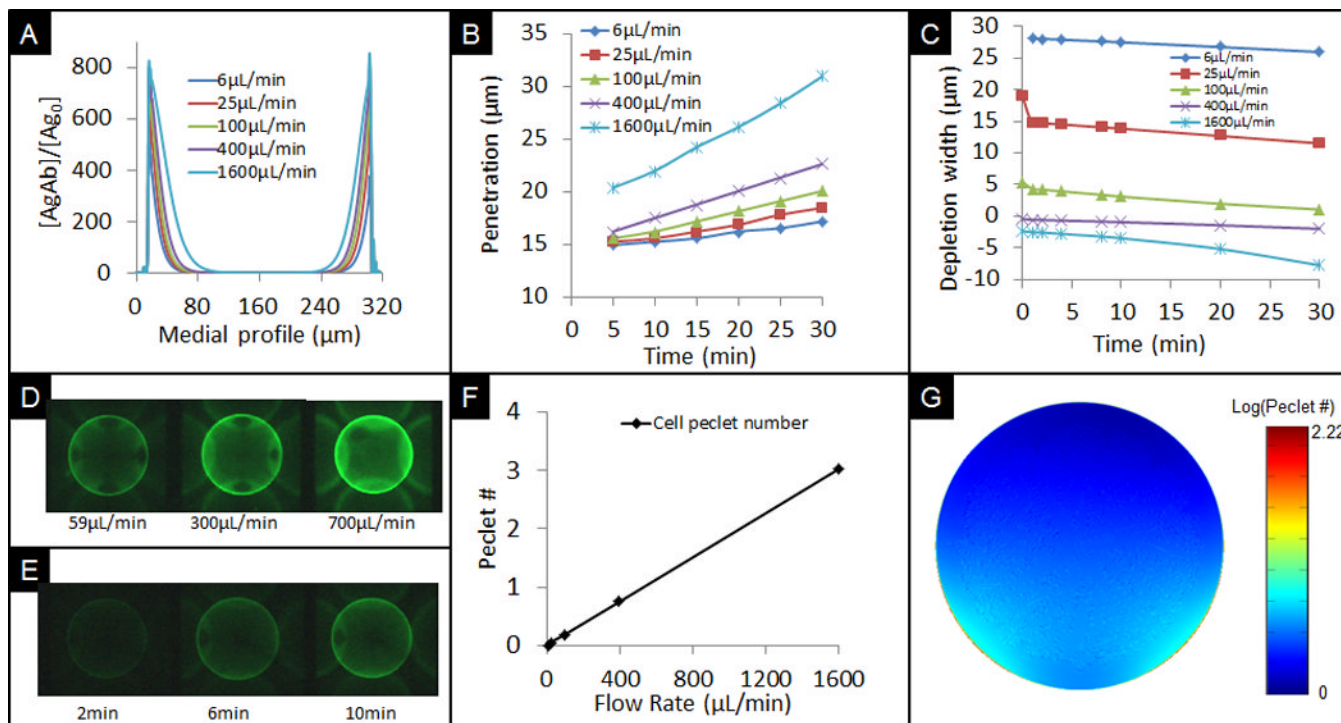 A
[AgAb]/[Ag₀]
800
600
400
200
0
6µL/min
25µL/min
100µL/min
400µL/min
1600µL/min
0 80 160 240 320
Medial profile (µm)
B
Penetration (µm)
35
30
25
20
15
10
6µL/min
25µL/min
100µL/min
400µL/min
1600µL/min
0 5 10 15 20 25 30
Time (min)
C
Depletion width (µm)
30
25
20
15
10
5
0
-5
-10
6µL/min
25µL/min
100µL/min
400µL/min
1600µL/min
0 5 10 15 20 25 30
Time (min)
D
59µL/min 300µL/min 700µL/min
E
2min 6min 10min
F
Peclet #
4
3
2
1
0
Cell peclet number
0 400 800 1200 1600
Flow Rate (µL/min)
G
Log(Peclet #)
2.22
0